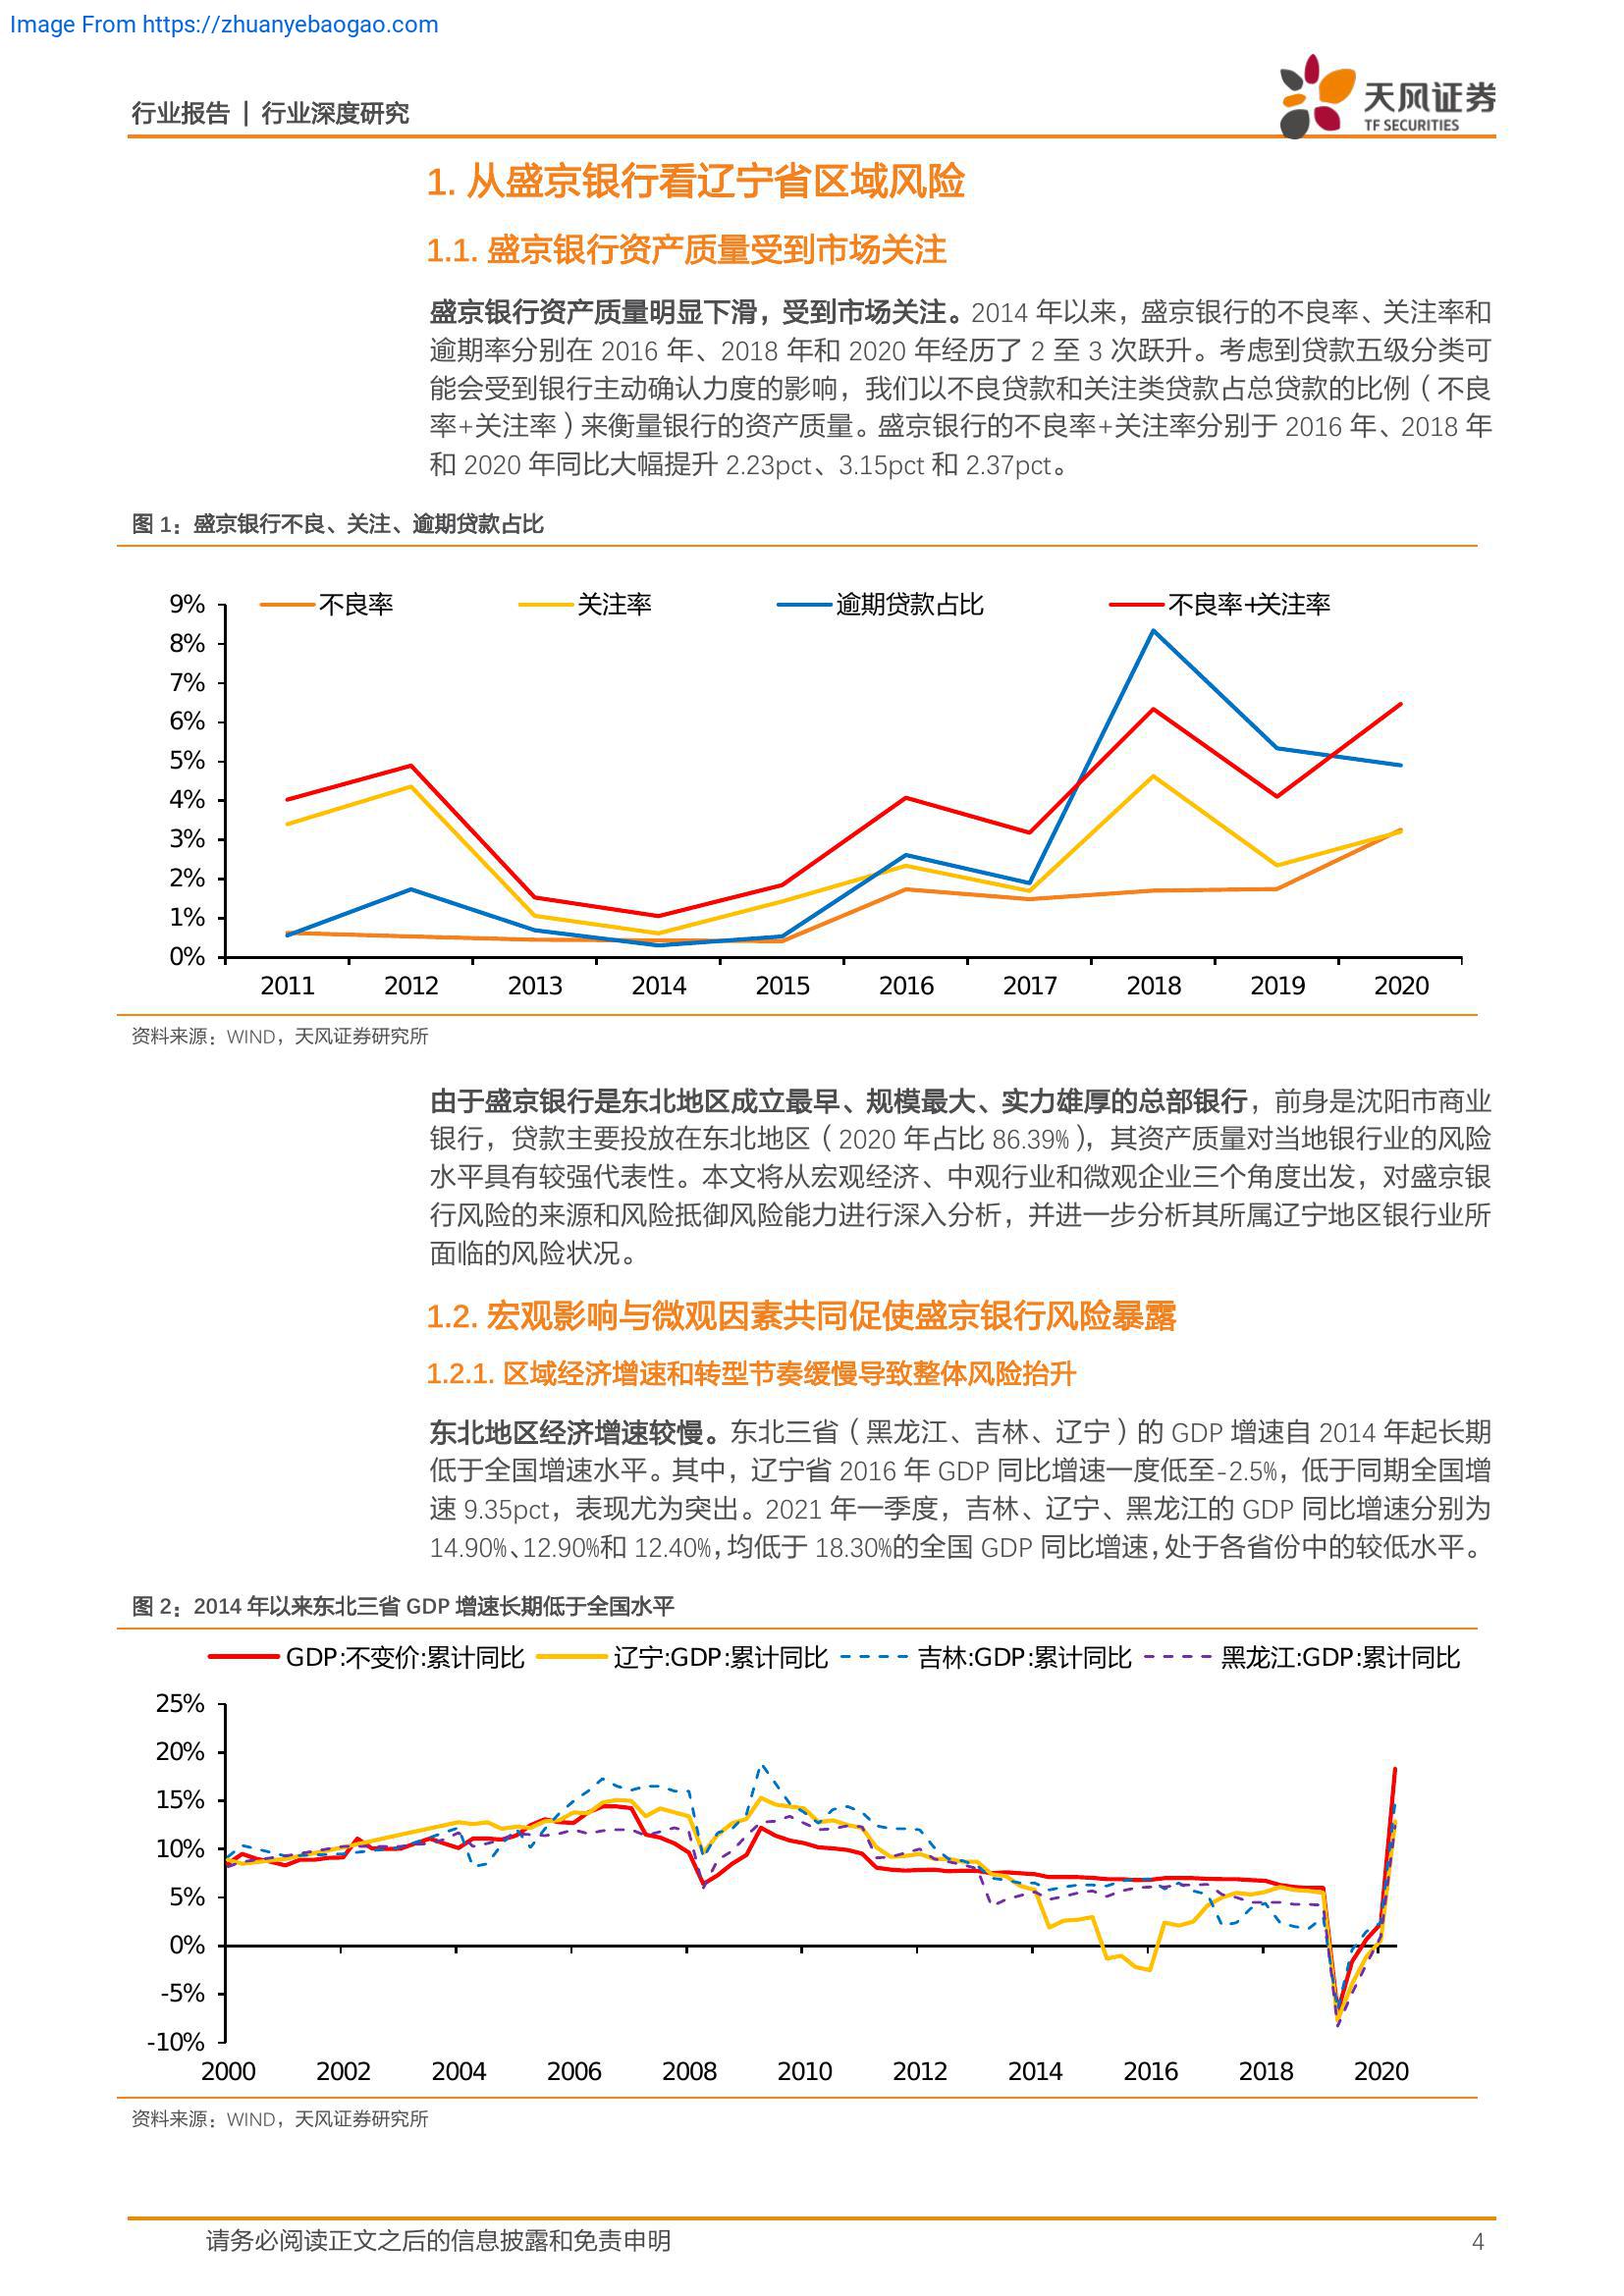 Image From https://zhuanyebaogao.com
行业报告 | 行业深度研究
天风证券
TF SECURITIES
1. 从盛京银行看辽宁省区域风险
1.1. 盛京银行资产质量受到市场关注
盛京银行资产质量明显下滑，受到市场关注。2014 年以来，盛京银行的不良率、关注率和
逾期率分别在 2016 年、2018 年和 2020 年经历了 2 至 3 次跃升。考虑到贷款五级分类可
能会受到银行主动确认力度的影响，我们以不良贷款和关注类贷款占总贷款的比例（不良
率+关注率）来衡量银行的资产质量。盛京银行的不良率+关注率分别于 2016 年、2018 年
和 2020 年同比大幅提升 2.23pct、3.15pct 和 2.37pct。
图 1：盛京银行不良、关注、逾期贷款占比
不良率 关注率 逾期贷款占比 不良率+关注率
9%
8%
7%
6%
5%
4%
3%
2%
1%
0%
2011 2012 2013 2014 2015 2016 2017 2018 2019 2020
资料来源：WIND，天风证券研究所
由于盛京银行是东北地区成立最早、规模最大、实力雄厚的总部银行，前身是沈阳市商业
银行，贷款主要投放在东北地区（2020 年占比 86.39%），其资产质量对当地银行业的风险
水平具有较强代表性。本文将从宏观经济、中观行业和微观企业三个角度出发，对盛京银
行风险的来源和风险抵御风险能力进行深入分析，并进一步分析其所属辽宁地区银行业所
面临的风险状况。
1.2. 宏观影响与微观因素共同促使盛京银行风险暴露
1.2.1. 区域经济增速和转型节奏缓慢导致整体风险抬升
东北地区经济增速较慢。东北三省（黑龙江、吉林、辽宁）的 GDP 增速自 2014 年起长期
低于全国增速水平。其中，辽宁省 2016 年 GDP 同比增速一度低至-2.5%，低于同期全国增
速 9.35pct，表现尤为突出。2021 年一季度，吉林、辽宁、黑龙江的 GDP 同比增速分别为
14.90%、12.90%和 12.40%，均低于 18.30%的全国 GDP 同比增速，处于各省份中的较低水平。
图 2：2014 年以来东北三省 GDP 增速长期低于全国水平
GDP:不变价:累计同比 辽宁:GDP:累计同比 吉林:GDP:累计同比 黑龙江:GDP:累计同比
25%
20%
15%
10%
5%
0%
-5%
-10%
2000 2002 2004 2006 2008 2010 2012 2014 2016 2018 2020
资料来源：WIND，天风证券研究所
请务必阅读正文之后的信息披露和免责申明 4